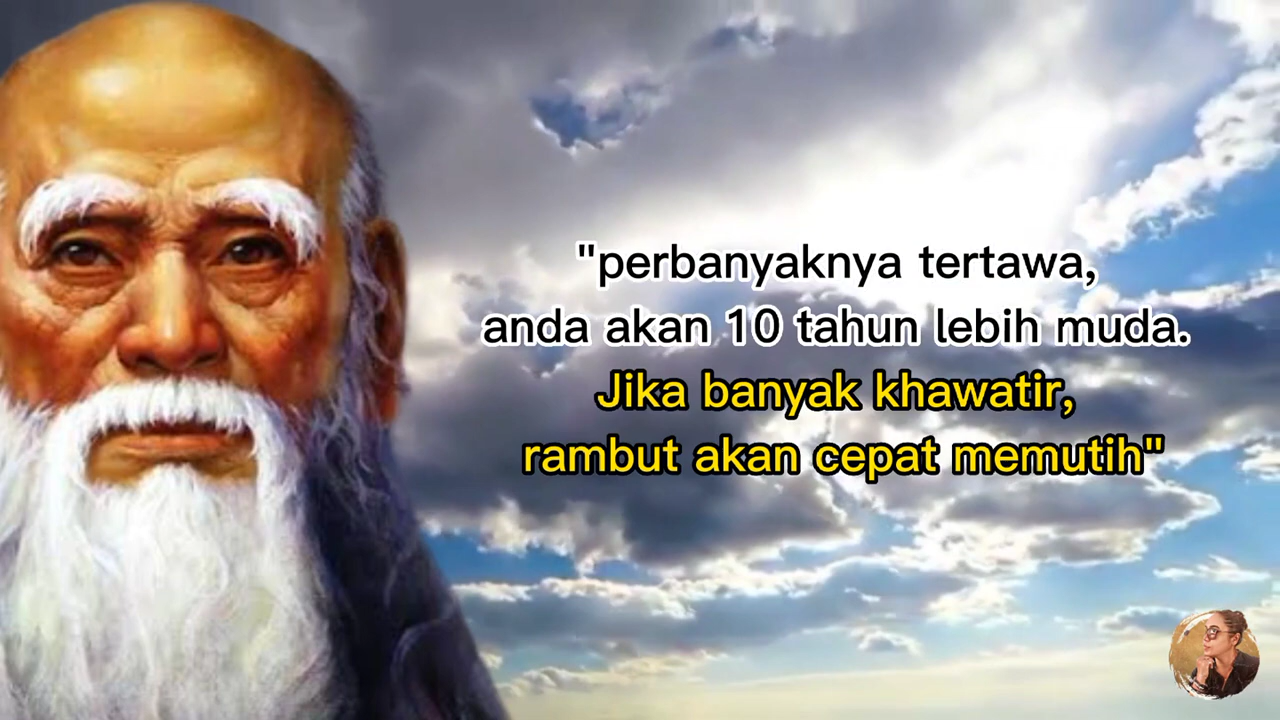 "perbanyaknya tertawa,
anda akan 10 tahun lebih muda.
Jika banyak khawatir,
rambut akan cepat memutih"